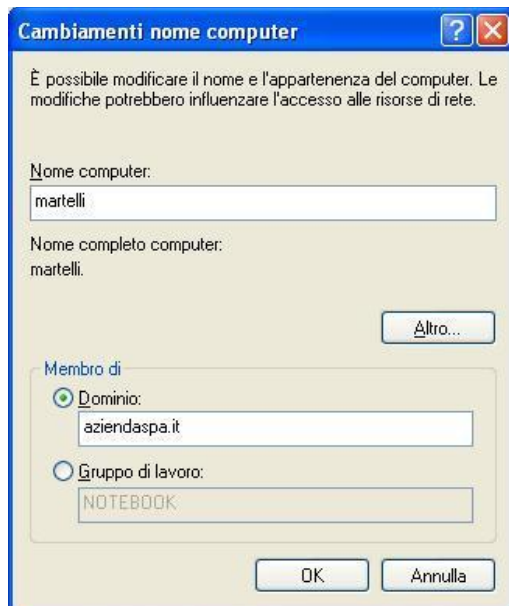 Cambiamenti nome computer
È possibile modificare il nome e l'appartenenza del computer. Le
modifiche potrebbero influenzare l'accesso alle risorse di rete.
Nome computer:
martelli
Nome completo computer:
martelli.
Altro...
Membro di
Dominio:
aziendaspa.it
Gruppo di lavoro:
NOTEBOOK
OK
Annulla